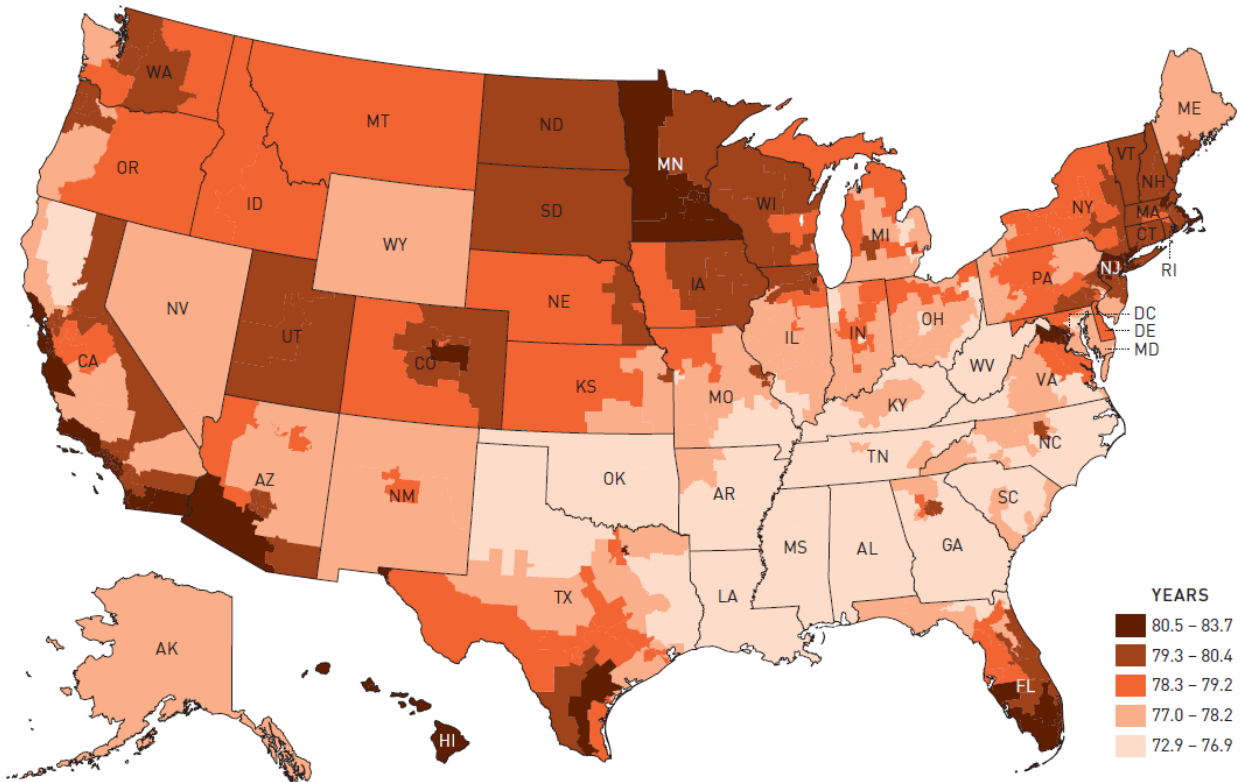 WA
MT
ND
MN
ME
OR
ID
SD
WI
VT
NH
NY
MA
CT
RI
WY
MI
NV
UT
CA
CO
NE
IA
PA
NJ
IL
IN
OH
DC
DE
MD
KS
MO
WV
VA
KY
AZ
NM
OK
AR
TN
NC
SC
MS
AL
GA
TX
LA
AK
HI
FL
YEARS
80.5 – 83.7
79.3 – 80.4
78.3 – 79.2
77.0 – 78.2
72.9 – 76.9